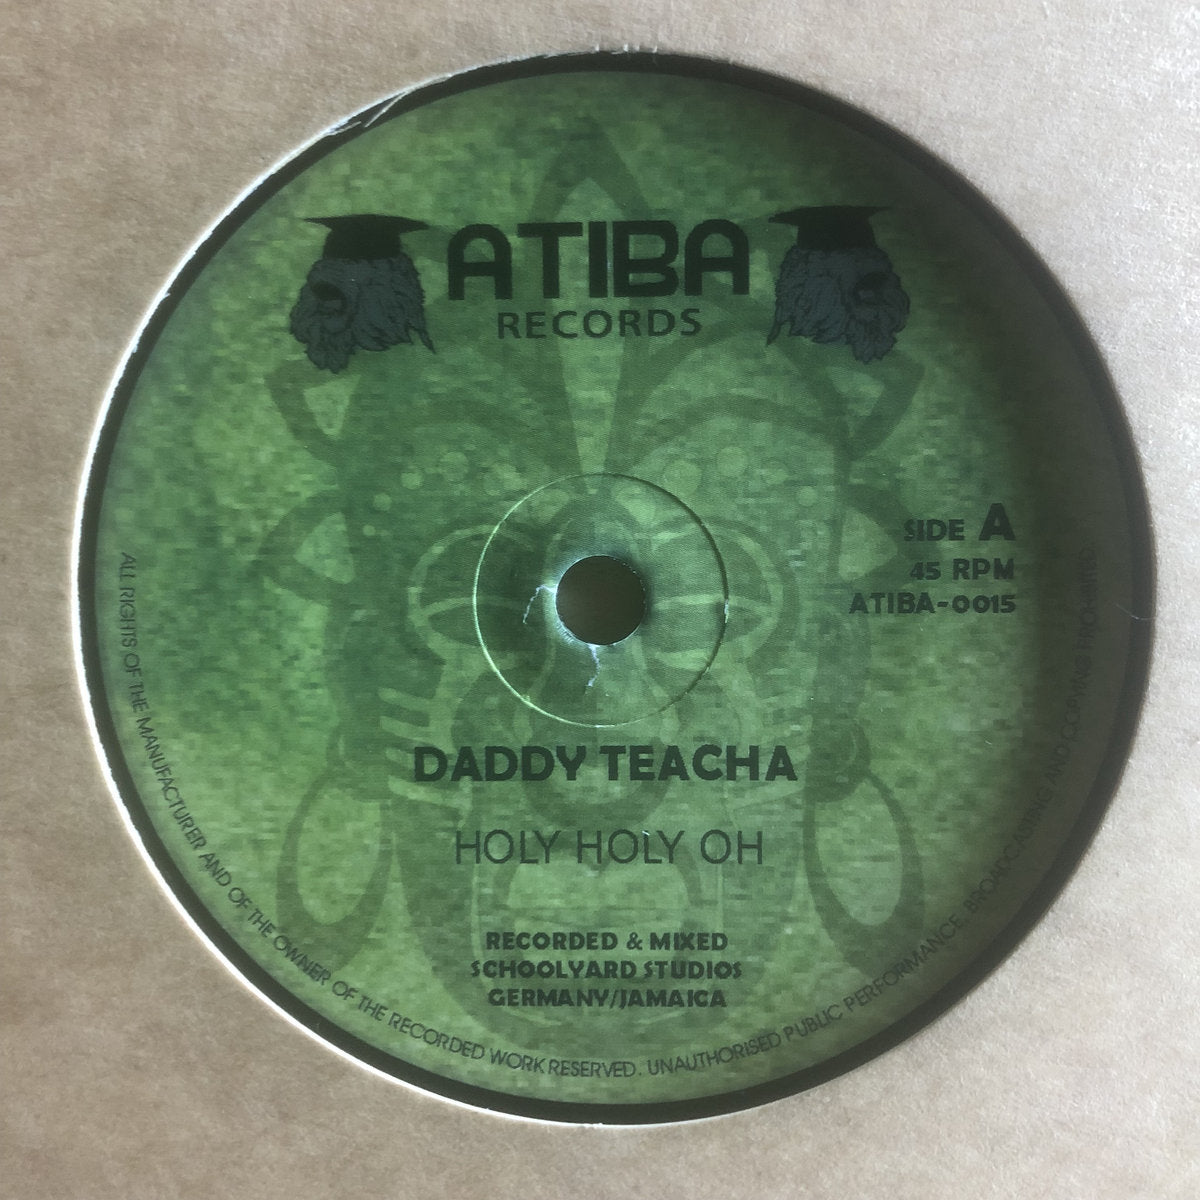 ATIBA
RECORDS
SIDE A
45 RPM
ATIBA-0015
DADDY TEACHA
HOLY HOLY OH
RECORDED & MIXED
SCHOOLYARD STUDIOS
GERMANY/JAMAICA
ALL RIGHTS OF THE MANUFACTURER AND OF THE OWNER OF THE RECORDED WORK RESERVED. UNAUTHORISED PUBLIC PERFORMANCE, BROADCASTING AND COPYING PROHIBITED.